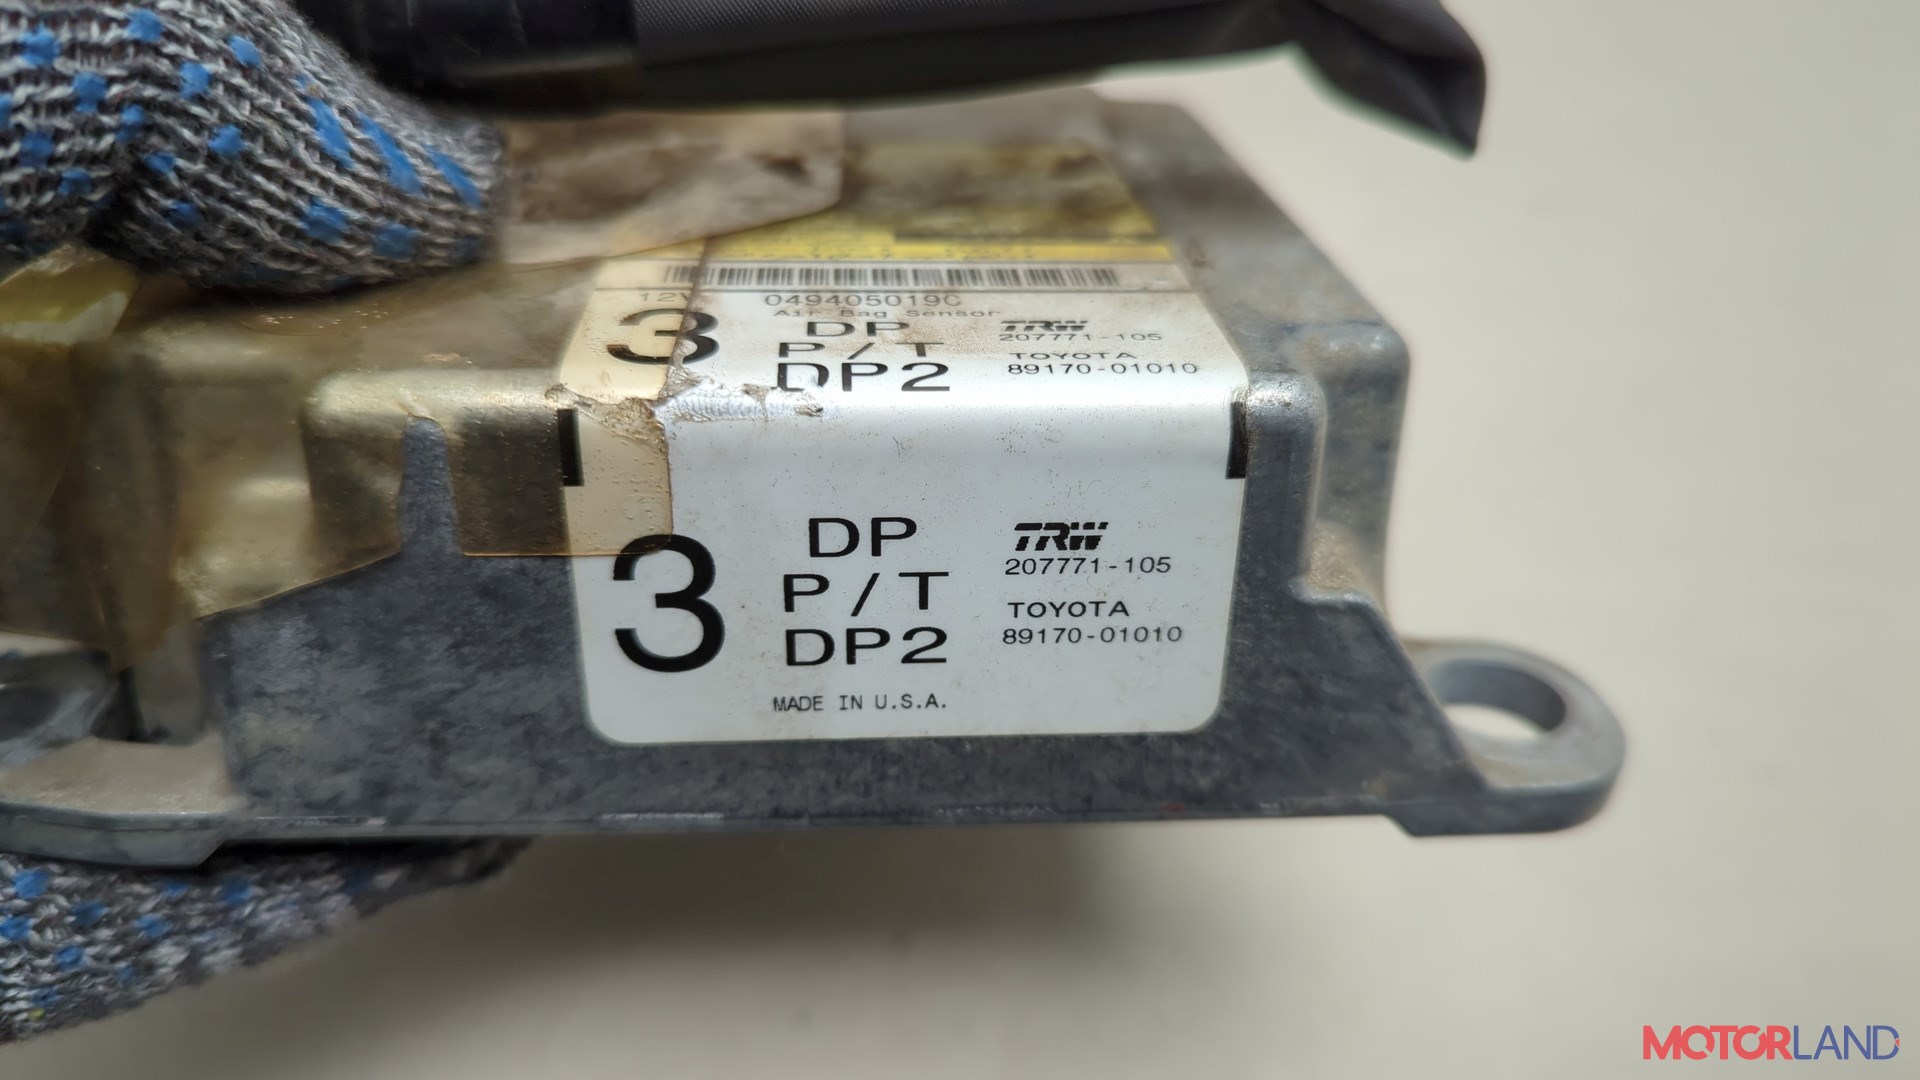 12V
049405019C
Air Bag Sensor
3
DP
P/T
DP2
TRW
207771-105
TOYOTA
89170-01010
3
DP
P/T
DP2
TRW
207771-105
TOYOTA
89170-01010
MADE IN U.S.A.
MOTORLAND